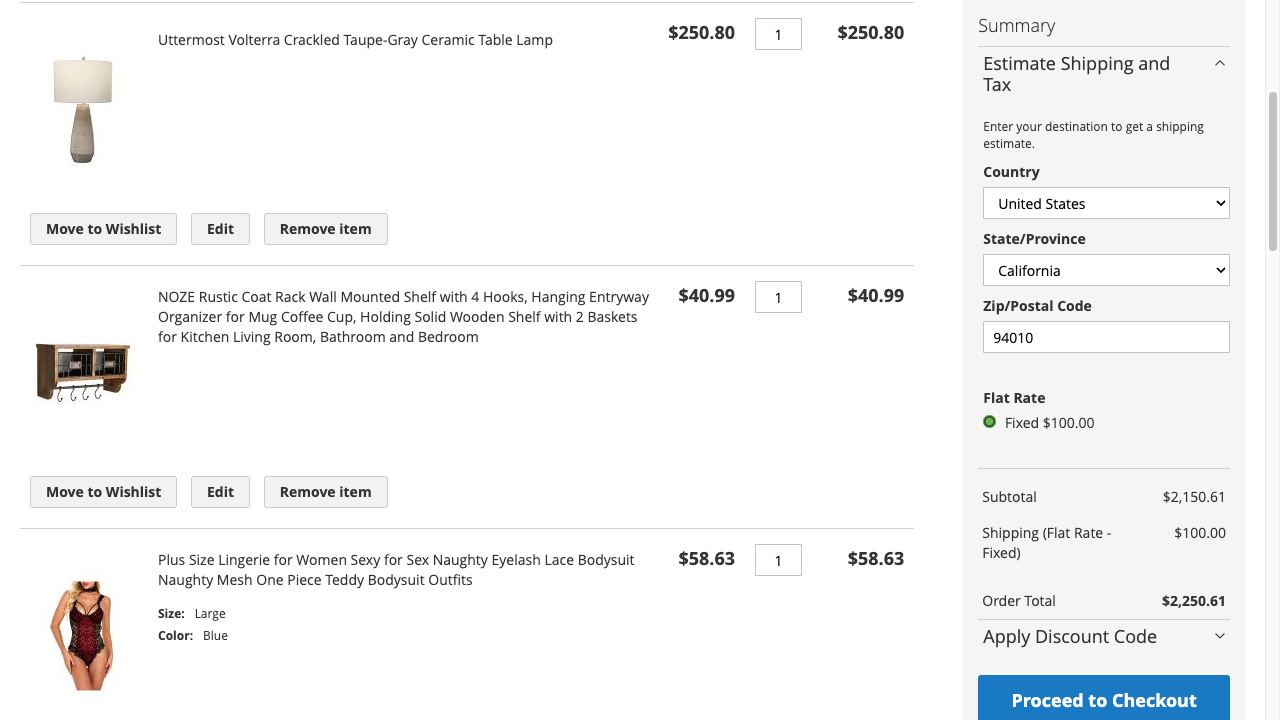 Uttermost Volterra Crackled Taupe-Gray Ceramic Table Lamp
$250.80
1
$250.80
Move to Wishlist
Edit
Remove item
NOZE Rustic Coat Rack Wall Mounted Shelf with 4 Hooks, Hanging Entryway
Organizer for Mug Coffee Cup, Holding Solid Wooden Shelf with 2 Baskets
for Kitchen Living Room, Bathroom and Bedroom
$40.99
1
$40.99
Move to Wishlist
Edit
Remove item
Plus Size Lingerie for Women Sexy for Sex Naughty Eyelash Lace Bodysuit
Naughty Mesh One Piece Teddy Bodysuit Outfits
$58.63
1
$58.63
Size: Large
Color: Blue
Summary
Estimate Shipping and
Tax
Enter your destination to get a shipping
estimate.
Country
United States
State/Province
California
Zip/Postal Code
94010
Flat Rate
Fixed $100.00
Subtotal $2,150.61
Shipping (Flat Rate - $100.00
Fixed)
Order Total $2,250.61
Apply Discount Code
Proceed to Checkout